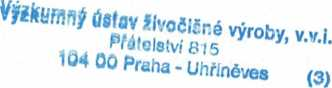 Výzkumný ústav živočišné výroby, v.v.i.
Přátelství 815
104 00 Praha - Uhříněves (3)